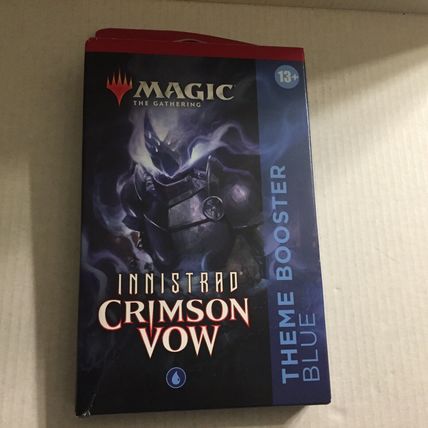 MAGIC
THE GATHERING
13+
INNISTRAD
CRIMSON
VOW
THEME BOOSTER
BLUE